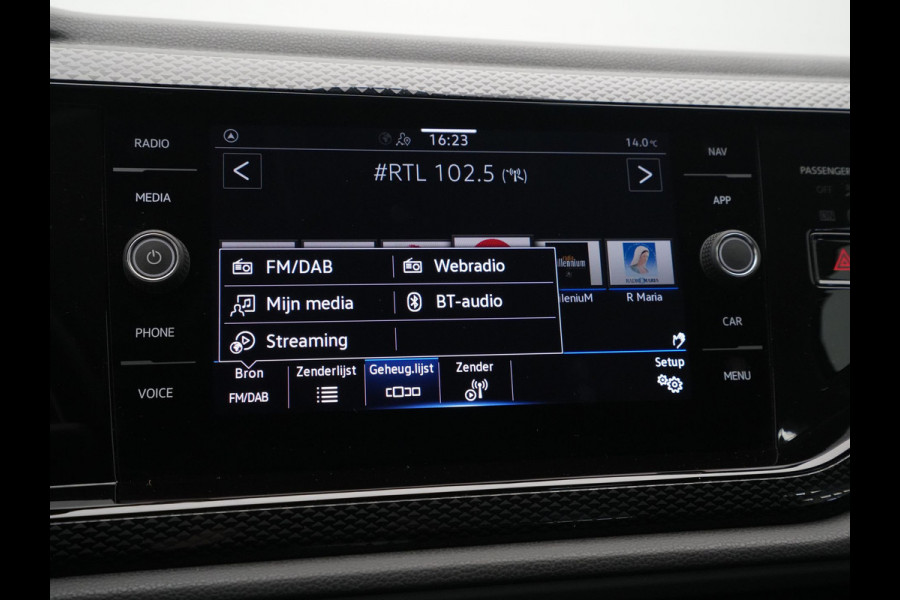 RADIO
MEDIA
PHONE
VOICE
16:23
14.0°C
< #RTL 102.5 >
FM/DAB
Webradio
Mijn media
BT-audio
Streaming
R Maria
Bron
FM/DAB
Zenderlijst
Geheug.lijst
Zender
Setup
NAV
APP
CAR
MENU
PASSENGER
OFF